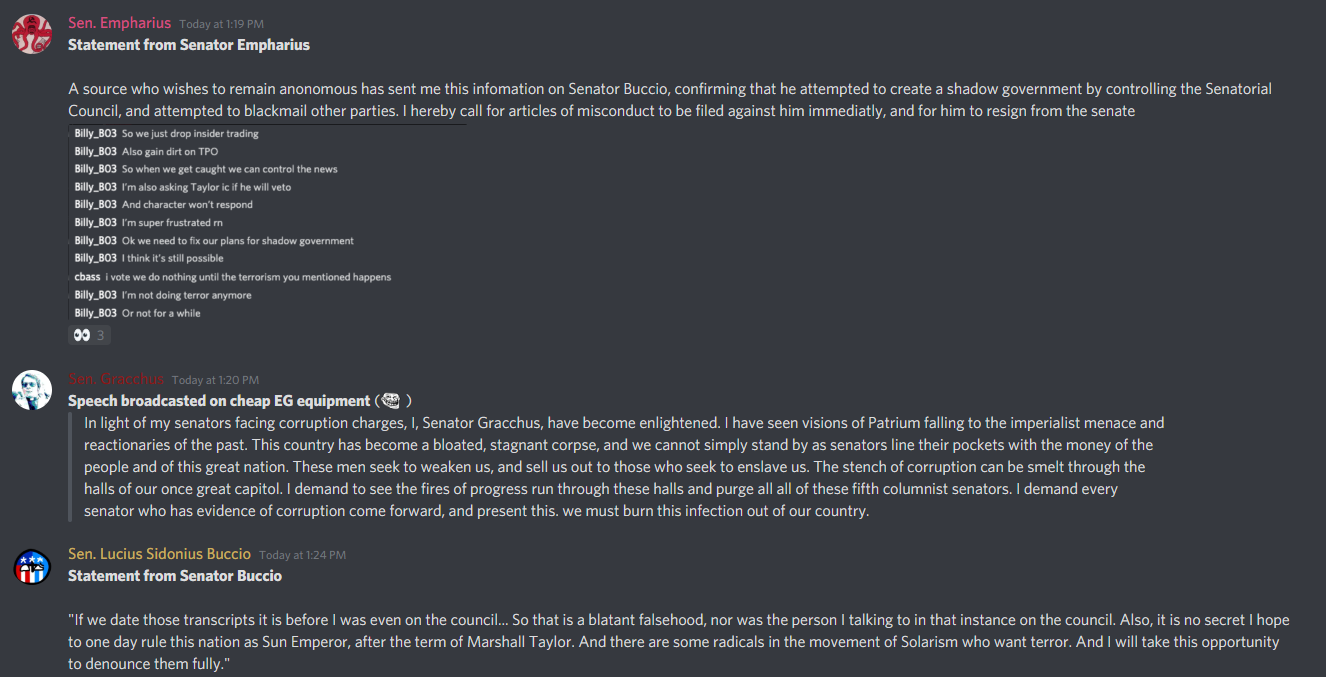 Sen. Empharius Today at 1:19 PM
Statement from Senator Empharius
A source who wishes to remain anonomous has sent me this infomation on Senator Buccio, confirming that he attempted to create a shadow government by controlling the Senatorial
Council, and attempted to blackmail other parties. I hereby call for articles of misconduct to be filed against him immediatly, and for him to resign from the senate
Billy_BO3 So we just drop insider trading
Billy_BO3 Also gain dirt on TPO
Billy_BO3 So when we get caught we can control the news
Billy_BO3 I'm also asking Taylor ic if he will veto
Billy_BO3 And character won't respond
Billy_BO3 I'm super frustrated rn
Billy_BO3 Ok we need to fix our plans for shadow government
Billy_BO3 I think it's still possible
cbass i vote we do nothing until the terrorism you mentioned happens
Billy_BO3 I'm not doing terror anymore
Billy_BO3 Or not for a while
3
Sen. Gracchus Today at 1:20 PM
Speech broadcasted on cheap EG equipment ( )
In light of my senators facing corruption charges, I, Senator Gracchus, have become enlightened. I have seen visions of Patrium falling to the imperialist menace and
reactionaries of the past. This country has become a bloated, stagnant corpse, and we cannot simply stand by as senators line their pockets with the money of the
people and of this great nation. These men seek to weaken us, and sell us out to those who seek to enslave us. The stench of corruption can be smelt through the
halls of our once great capitol. I demand to see the fires of progress run through these halls and purge all all of these fifth columnist senators. I demand every
senator who has evidence of corruption come forward, and present this. we must burn this infection out of our country.
Sen. Lucius Sidonius Buccio Today at 1:24 PM
Statement from Senator Buccio
"If we date those transcripts it is before I was even on the council... So that is a blatant falsehood, nor was the person I talking to in that instance on the council. Also, it is no secret I hope
to one day rule this nation as Sun Emperor, after the term of Marshall Taylor. And there are some radicals in the movement of Solarism who want terror. And I will take this opportunity
to denounce them fully."